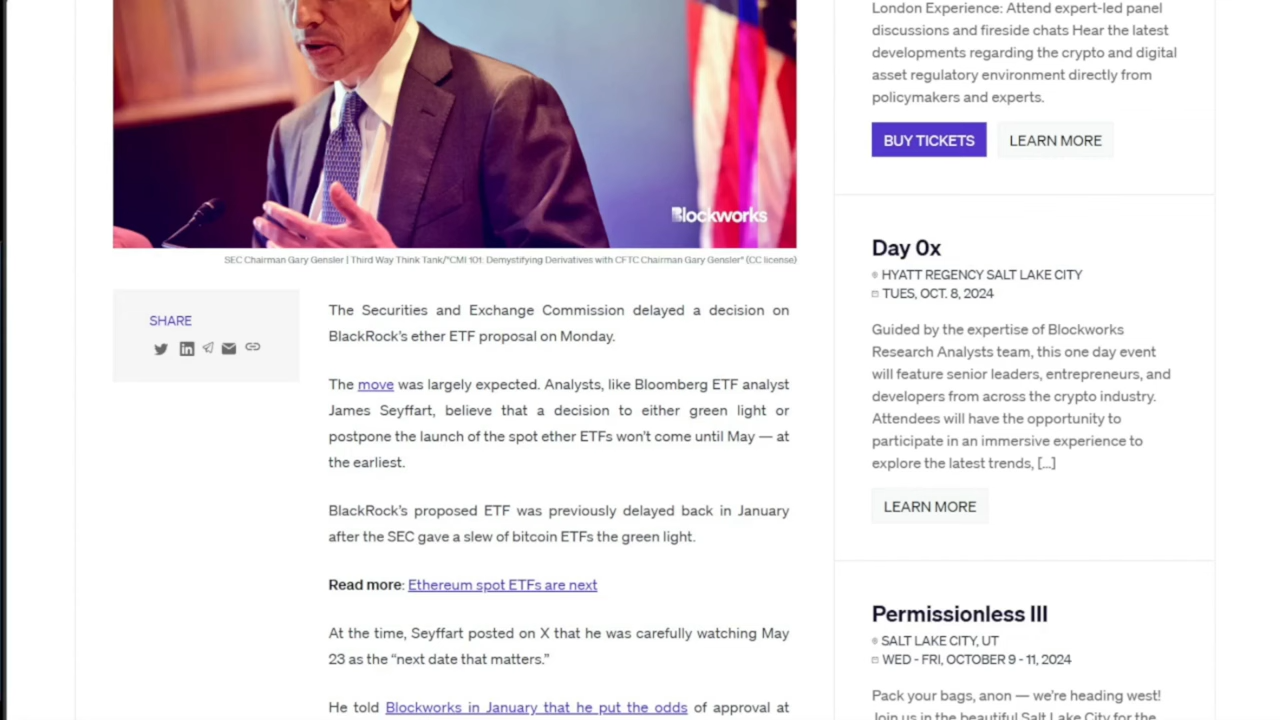 Blockworks
SEC Chairman Gary Gensler | Third Way Think Tank/"CMI 101: Demystifying Derivatives with CFTC Chairman Gary Gensler" (CC license)
SHARE
The Securities and Exchange Commission delayed a decision on
BlackRock's ether ETF proposal on Monday.
The move was largely expected. Analysts, like Bloomberg ETF analyst
James Seyffart, believe that a decision to either green light or
postpone the launch of the spot ether ETFs won't come until May — at
the earliest.
BlackRock's proposed ETF was previously delayed back in January
after the SEC gave a slew of bitcoin ETFs the green light.
Read more: Ethereum spot ETFs are next
At the time, Seyffart posted on X that he was carefully watching May
23 as the “next date that matters.”
He told Blockworks in January that he put the odds of approval at
London Experience: Attend expert-led panel
discussions and fireside chats Hear the latest
developments regarding the crypto and digital
asset regulatory environment directly from
policymakers and experts.
BUY TICKETS LEARN MORE
Day 0x
HYATT REGENCY SALT LAKE CITY
TUES, OCT. 8, 2024
Guided by the expertise of Blockworks
Research Analysts team, this one day event
will feature senior leaders, entrepreneurs, and
developers from across the crypto industry.
Attendees will have the opportunity to
participate in an immersive experience to
explore the latest trends, [...]
LEARN MORE
Permissionless III
SALT LAKE CITY, UT
WED - FRI, OCTOBER 9 - 11, 2024
Pack your bags, anon — we're heading west!
Join us in the beautiful Salt Lake City for the